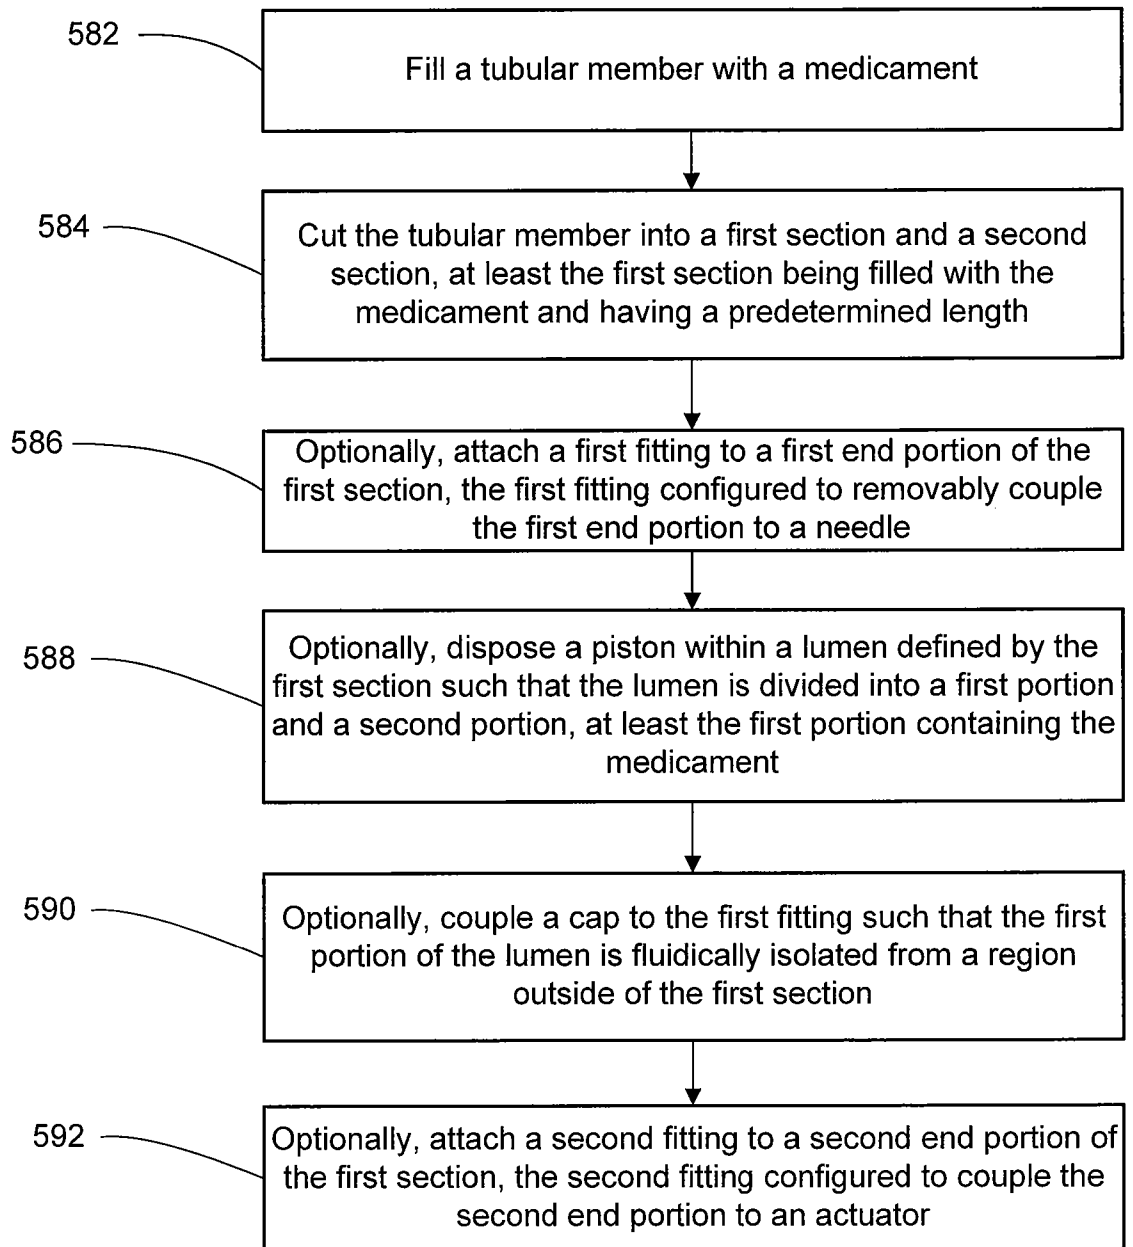 582
Fill a tubular member with a medicament
584
Cut the tubular member into a first section and a second
section, at least the first section being filled with the
medicament and having a predetermined length
586
Optionally, attach a first fitting to a first end portion of the
first section, the first fitting configured to removably couple
the first end portion to a needle
588
Optionally, dispose a piston within a lumen defined by the
first section such that the lumen is divided into a first portion
and a second portion, at least the first portion containing the
medicament
590
Optionally, couple a cap to the first fitting such that the first
portion of the lumen is fluidically isolated from a region
outside of the first section
592
Optionally, attach a second fitting to a second end portion of
the first section, the second fitting configured to couple the
second end portion to an actuator